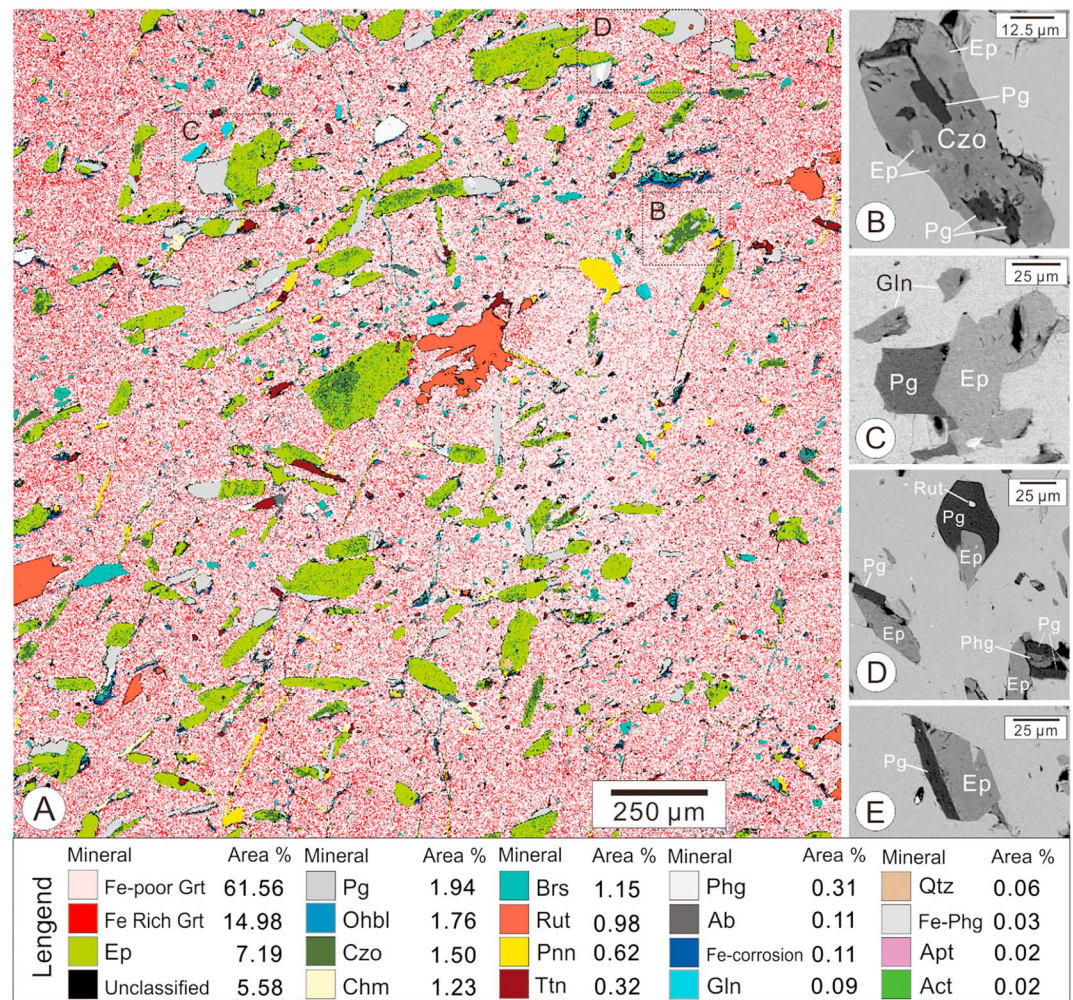 D
C
B
A
250 µm
12.5 µm
Ep
Pg
Czo
Ep
Pg
B
25 µm
Gln
Pg
Ep
C
25 µm
Rut
Pg
Ep
Pg
Ep
Phg
Pg
Ep
D
25 µm
Pg
Ep
E
Lengend
Mineral Area % Mineral Area % Mineral Area % Mineral Area % Mineral Area %
Fe-poor Grt 61.56 Pg 1.94 Brs 1.15 Phg 0.31 Qtz 0.06
Fe Rich Grt 14.98 Ohbl 1.76 Rut 0.98 Ab 0.11 Fe-Phg 0.03
Ep 7.19 Czo 1.50 Pnn 0.62 Fe-corrosion 0.11 Apt 0.02
Unclassified 5.58 Chm 1.23 Ttn 0.32 Gln 0.09 Act 0.02